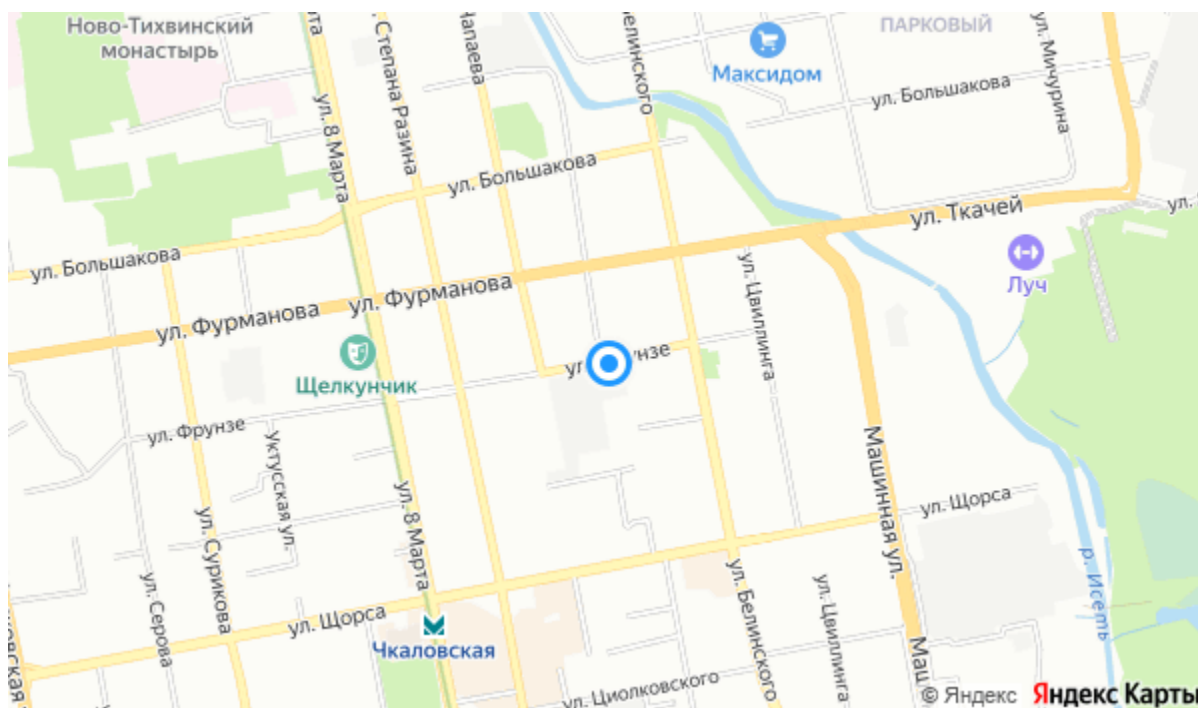 Ново-Тихвинский
монастырь
ул. 8 Марта
ул. Степана Разина
Чапаева
Белинского
Максидом
ПАРКОВЫЙ
ул. Мичурина
ул. Большакова
ул. Большакова
ул. Ткачей
ул.
ул. Большакова
ул. Фурманова
ул. Фурманова
ул. Цвиллинга
Луч
Щелкунчик
ул. Фрунзе
Уктусская ул.
ул. 8 Марта
Машинная ул.
ул. Щорса
ул. Сурикова
ул. Серова
ул. Щорса
Чкаловская
ул. Белинского
ул. Цвиллинга
р. Исеть
ул. Циолковского
Маш
© Яндекс Яндекс Карты